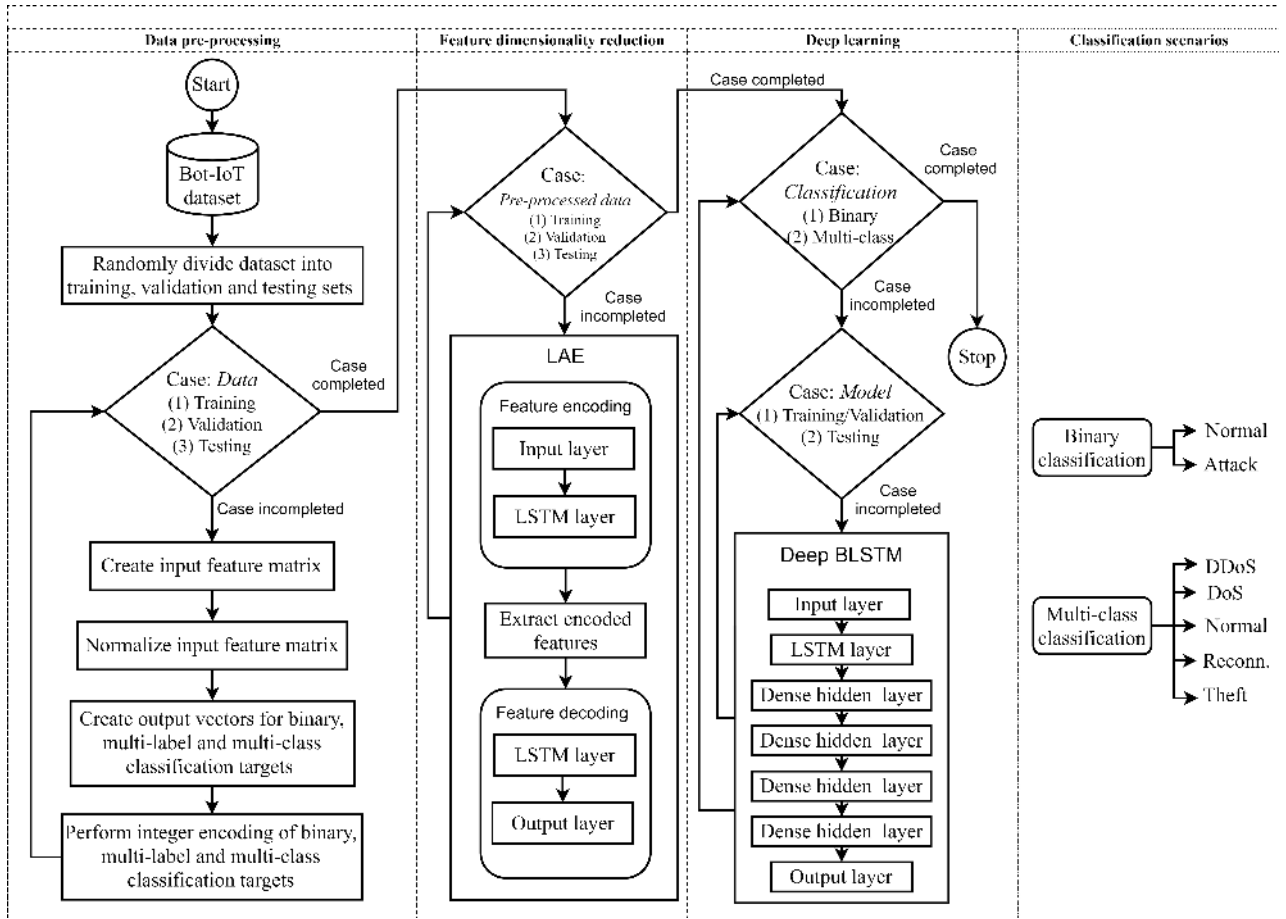 Data pre-processing
Feature dimensionality reduction
Deep learning
Classification scenarios
Start
Bot-IoT
dataset
Randomly divide dataset into
training, validation and testing sets
Case: Data
(1) Training
(2) Validation
(3) Testing
Case
completed
Case incompleted
Create input feature matrix
Normalize input feature matrix
Create output vectors for binary,
multi-label and multi-class
classification targets
Perform integer encoding of binary,
multi-label and multi-class
classification targets
Case:
Pre-processed data
(1) Training
(2) Validation
(3) Testing
Case completed
Case
incompleted
LAE
Feature encoding
Input layer
LSTM layer
Extract encoded
features
Feature decoding
LSTM layer
Output layer
Case:
Classification
(1) Binary
(2) Multi-class
Case
completed
Case
incompleted
Stop
Case: Model
(1) Training/Validation
(2) Testing
Case
incompleted
Deep BLSTM
Input layer
LSTM layer
Dense hidden layer
Dense hidden layer
Dense hidden layer
Dense hidden layer
Output layer
Binary
classification
Normal
Attack
Multi-class
classification
DDoS
DoS
Normal
Reconn.
Theft